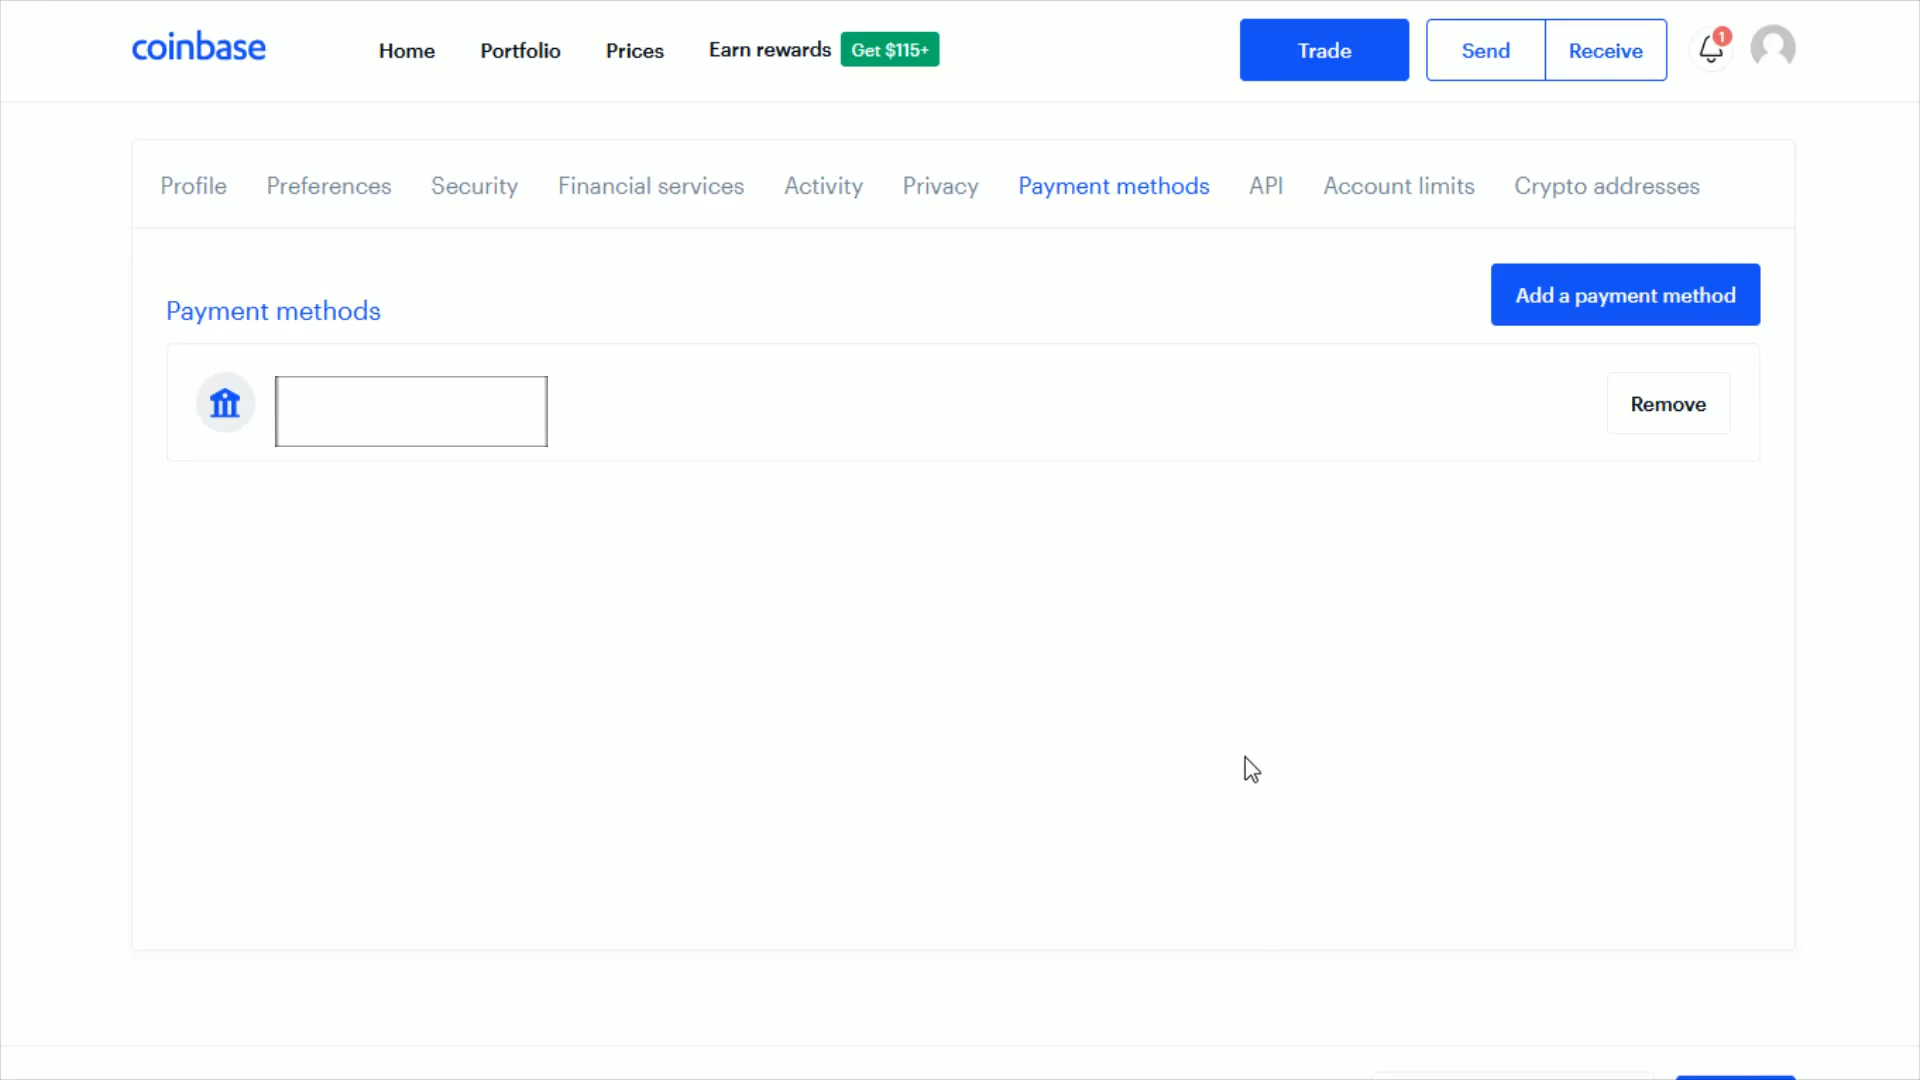 coinbase Home Portfolio Prices Earn rewards Get $115+ Trade Send Receive 1
Profile Preferences Security Financial services Activity Privacy Payment methods API Account limits Crypto addresses
Add a payment method
Payment methods
Remove